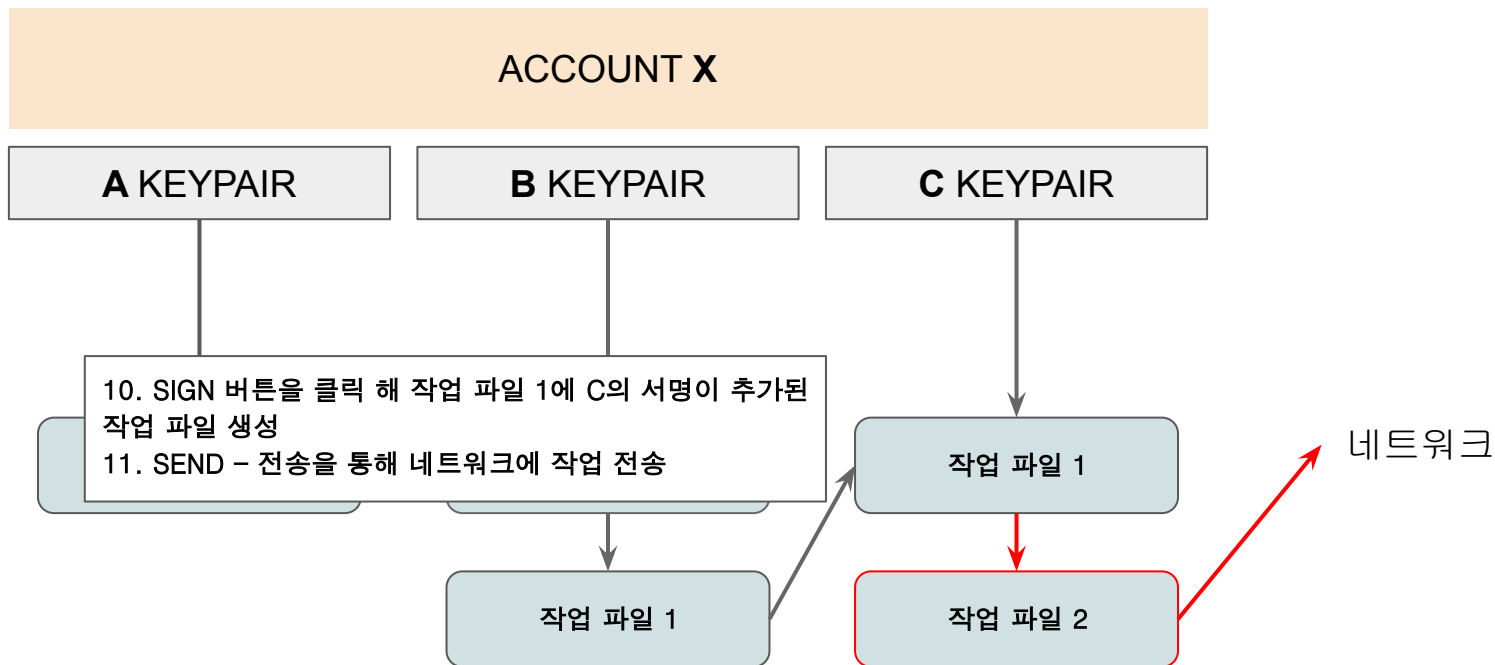 ACCOUNT X
A KEYPAIR
B KEYPAIR
C KEYPAIR
10. SIGN 버튼을 클릭 해 작업 파일 1에 C의 서명이 추가된
작업 파일 생성
11. SEND – 전송을 통해 네트워크에 작업 전송
작업 파일 1
네트워크
작업 파일 1
작업 파일 2